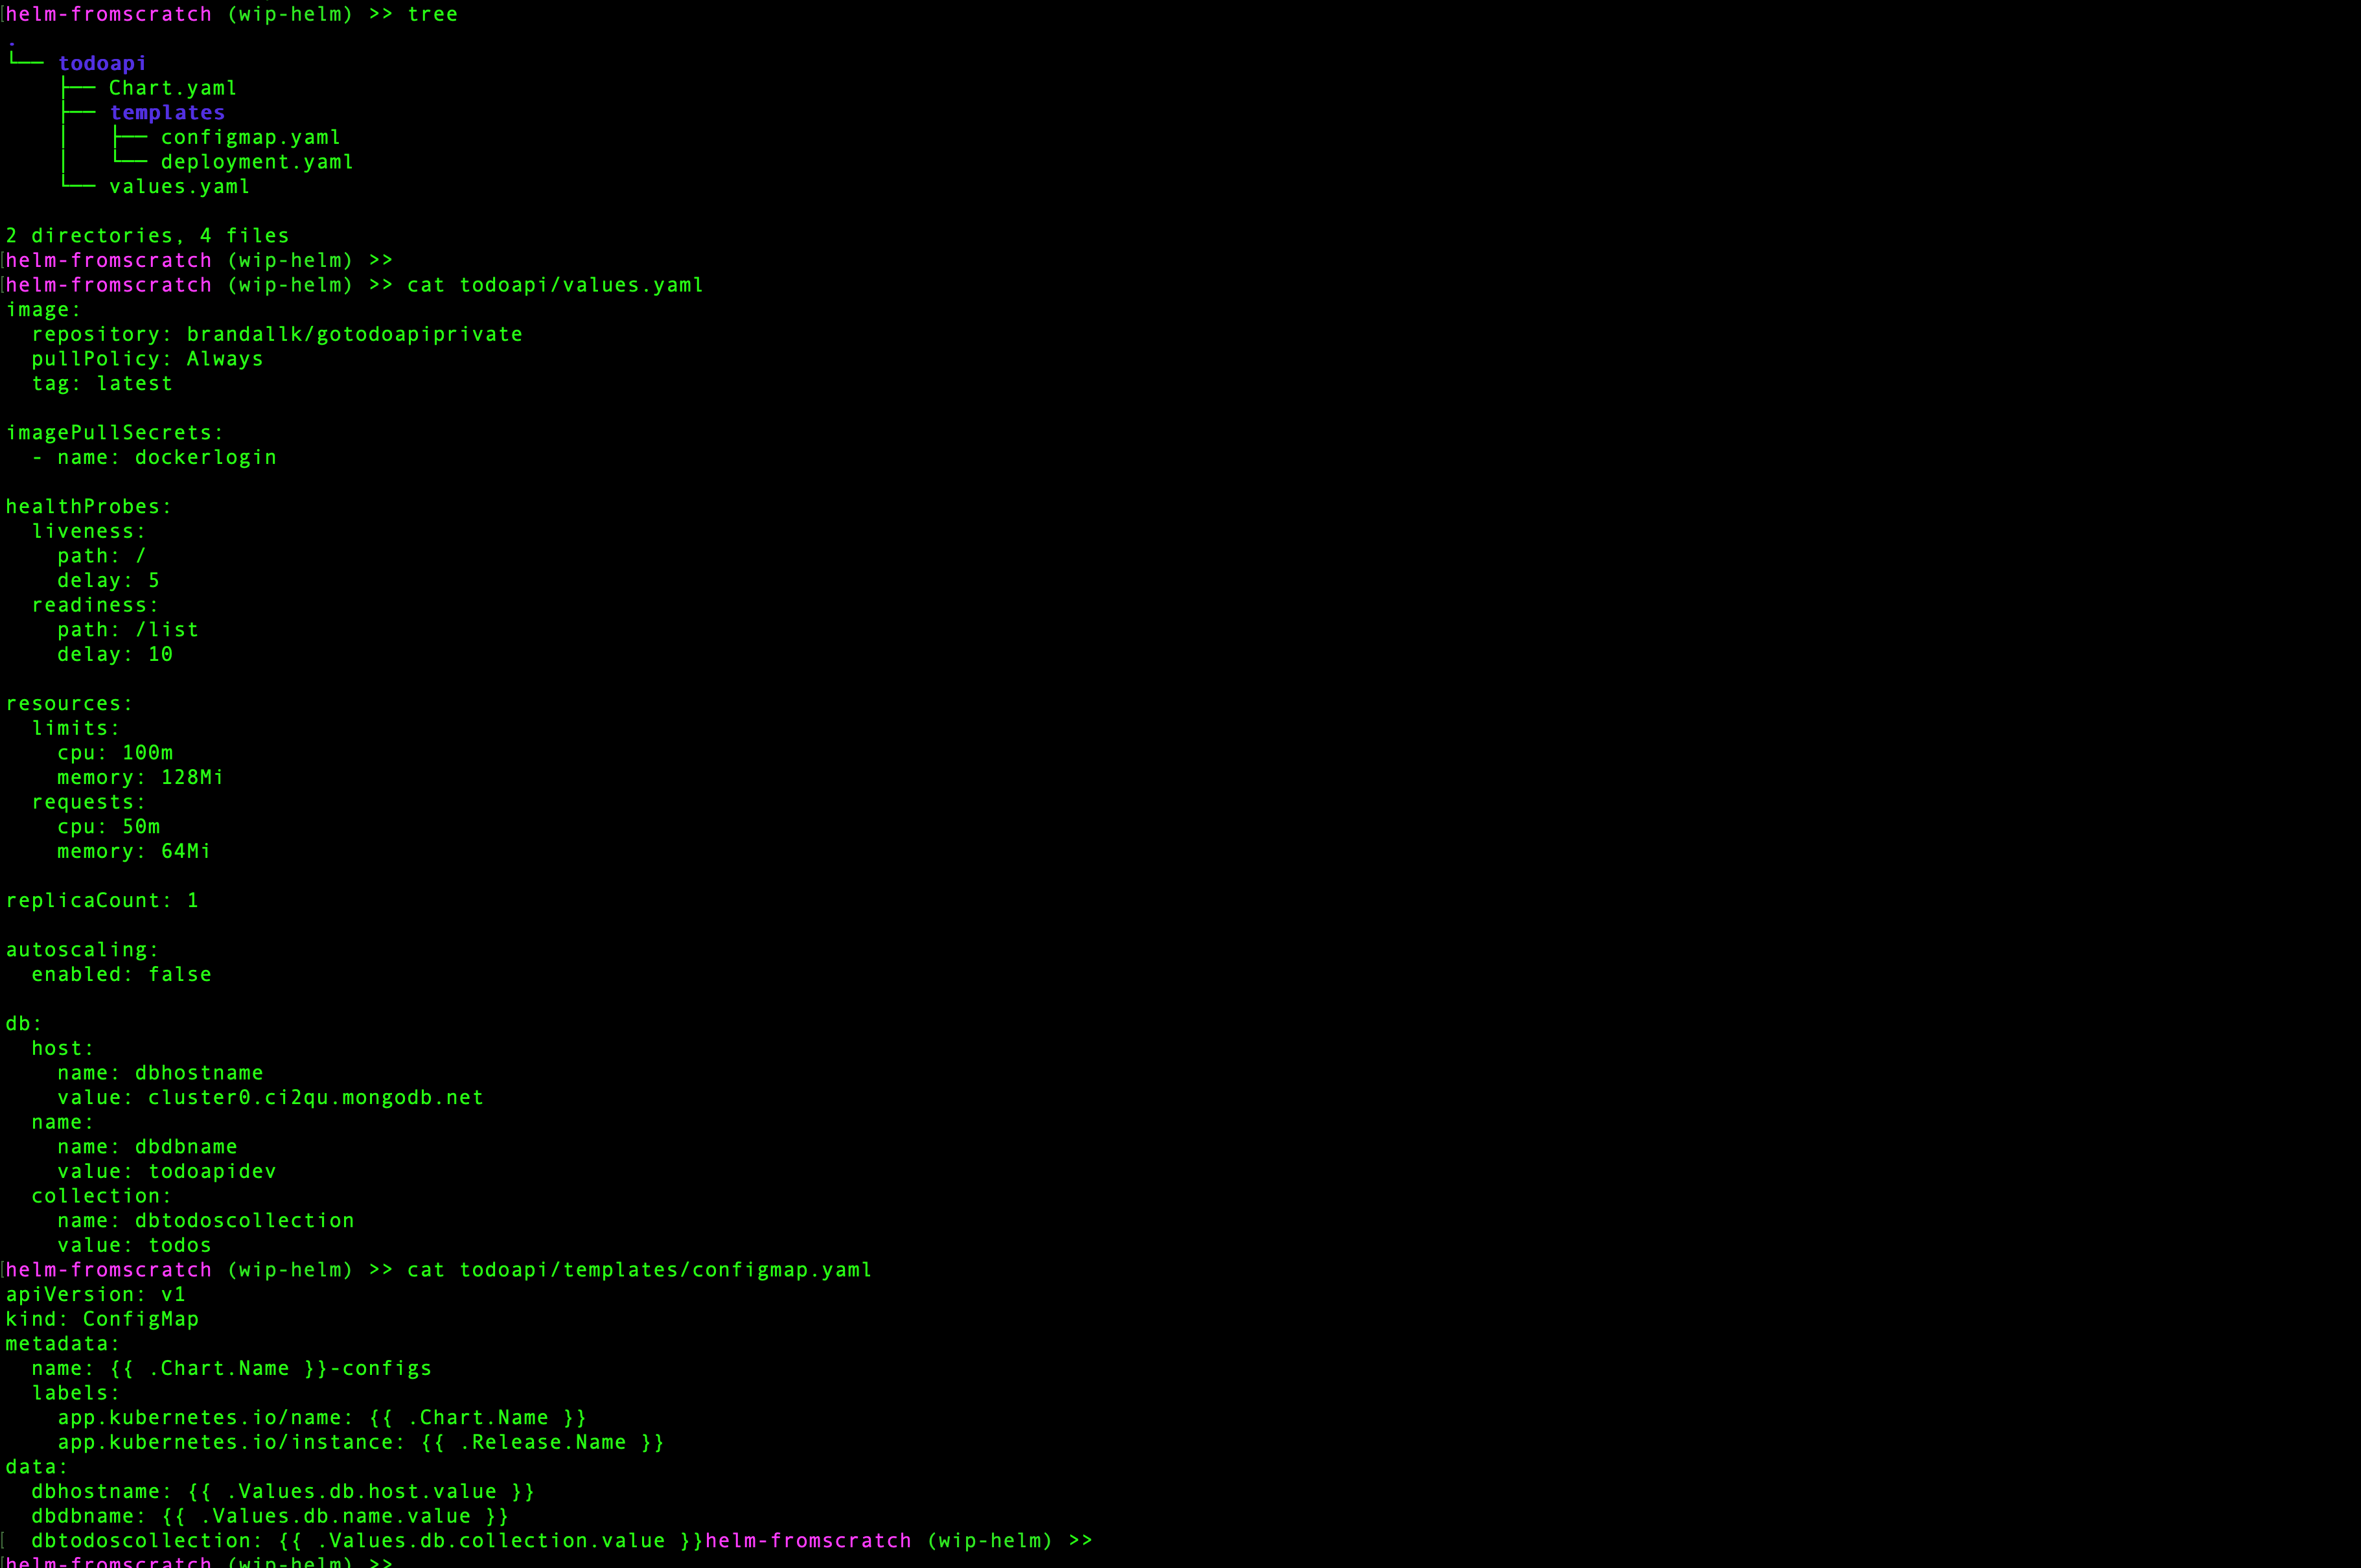 helm-fromscratch (wip-helm) >> tree
.
└── todoapi
    ├── Chart.yaml
    ├── templates
    │   ├── configmap.yaml
    │   └── deployment.yaml
    └── values.yaml

2 directories, 4 files
helm-fromscratch (wip-helm) >>
helm-fromscratch (wip-helm) >> cat todoapi/values.yaml
image:
  repository: brandallk/gotodoapiprivate
  pullPolicy: Always
  tag: latest

imagePullSecrets:
  - name: dockerlogin

healthProbes:
  liveness:
    path: /
    delay: 5
  readiness:
    path: /list
    delay: 10

resources:
  limits:
    cpu: 100m
    memory: 128Mi
  requests:
    cpu: 50m
    memory: 64Mi

replicaCount: 1

autoscaling:
  enabled: false

db:
  host:
    name: dbhostname
    value: cluster0.ci2qu.mongodb.net
  name:
    name: dbdbname
    value: todoapidev
  collection:
    name: dbtodoscollection
    value: todos
helm-fromscratch (wip-helm) >> cat todoapi/templates/configmap.yaml
apiVersion: v1
kind: ConfigMap
metadata:
  name: {{ .Chart.Name }}-configs
  labels:
    app.kubernetes.io/name: {{ .Chart.Name }}
    app.kubernetes.io/instance: {{ .Release.Name }}
data:
  dbhostname: {{ .Values.db.host.value }}
  dbdbname: {{ .Values.db.name.value }}
  dbtodoscollection: {{ .Values.db.collection.value }}helm-fromscratch (wip-helm) >>
helm-fromscratch (wip-helm) >>